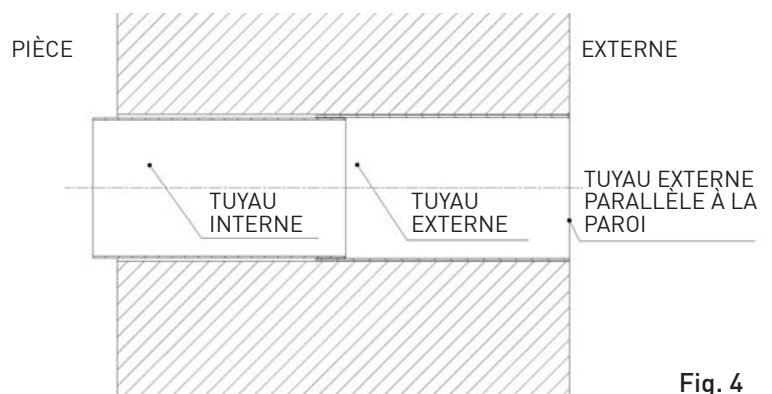 PIÈCE
EXTERNE
TUYAU
INTERNE
TUYAU
EXTERNE
TUYAU EXTERNE
PARALLÈLE À LA
PAROI
Fig. 4